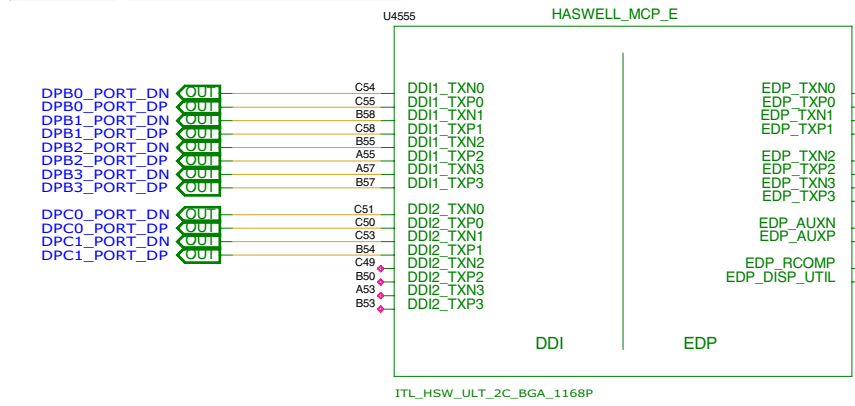 U4555 HASWELL_MCP_E
DPB0_PORT_DN OUT C54 DDI1_TXN0 EDP_TXN0
DPB0_PORT_DP OUT C55 DDI1_TXP0 EDP_TXP0
DPB1_PORT_DN OUT B58 DDI1_TXN1 EDP_TXN1
DPB1_PORT_DP OUT C58 DDI1_TXP1 EDP_TXP1
DPB2_PORT_DN OUT B55 DDI1_TXN2
DPB2_PORT_DP OUT A55 DDI1_TXP2 EDP_TXN2
DPB3_PORT_DN OUT A57 DDI1_TXN3 EDP_TXP2
DPB3_PORT_DP OUT B57 DDI1_TXP3 EDP_TXN3
EDP_TXP3
DPC0_PORT_DN OUT C51 DDI2_TXN0
DPC0_PORT_DP OUT C50 DDI2_TXP0 EDP_AUXN
DPC1_PORT_DN OUT C53 DDI2_TXN1 EDP_AUXP
DPC1_PORT_DP OUT B54 DDI2_TXP1
C49 DDI2_TXN2 EDP_RCOMP
B50 DDI2_TXP2 EDP_DISP_UTIL
A53 DDI2_TXN3
B53 DDI2_TXP3
DDI EDP
ITL_HSW_ULT_2C_BGA_1168P